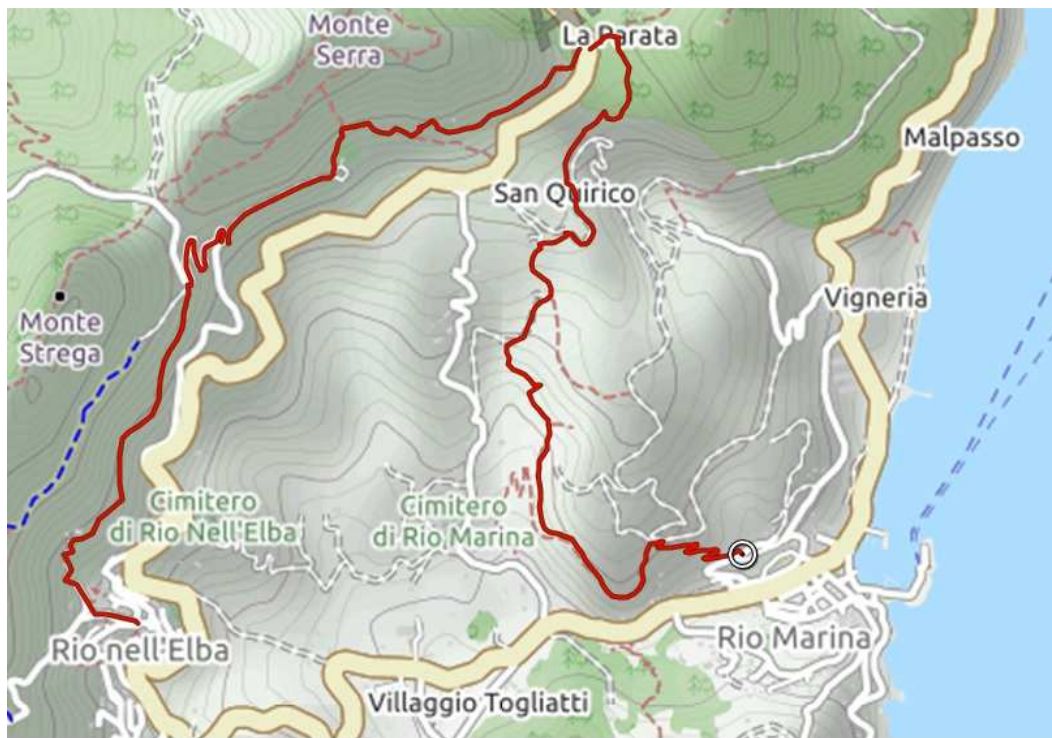 Monte
Serra
La Parata
Malpasso
San Quirico
Vigneria
Monte
Strega
Cimitero
di Rio Nell'Elba
Cimitero
di Rio Marina
Rio nell'Elba
Rio Marina
Villaggio Togliatti